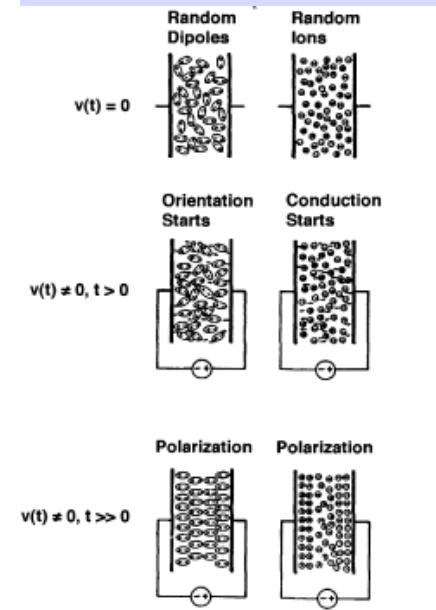 Random Random
Dipoles Ions
v(t) = 0
Orientation Conduction
Starts Starts
v(t) ≠ 0, t > 0
- +
- +
Polarization Polarization
v(t) ≠ 0, t >> 0
- +
- +